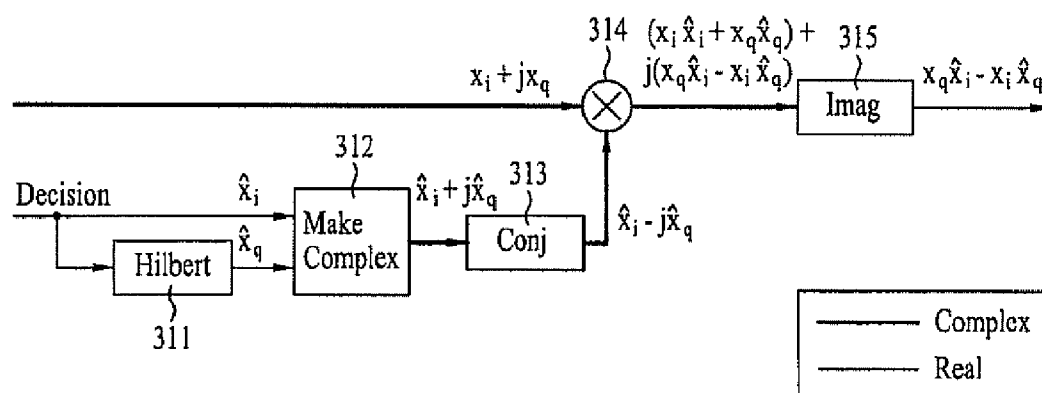 314
(x_i x̂_i + x_q x̂_q) +
j(x_q x̂_i - x_i x̂_q)
315
x_i + jx_q
Imag
x_q x̂_i - x_i x̂_q
312
Decision
x̂_i
Make
Complex
x̂_i + jx̂_q
313
Conj
x̂_i - jx̂_q
Hilbert
x̂_q
311
Complex
Real